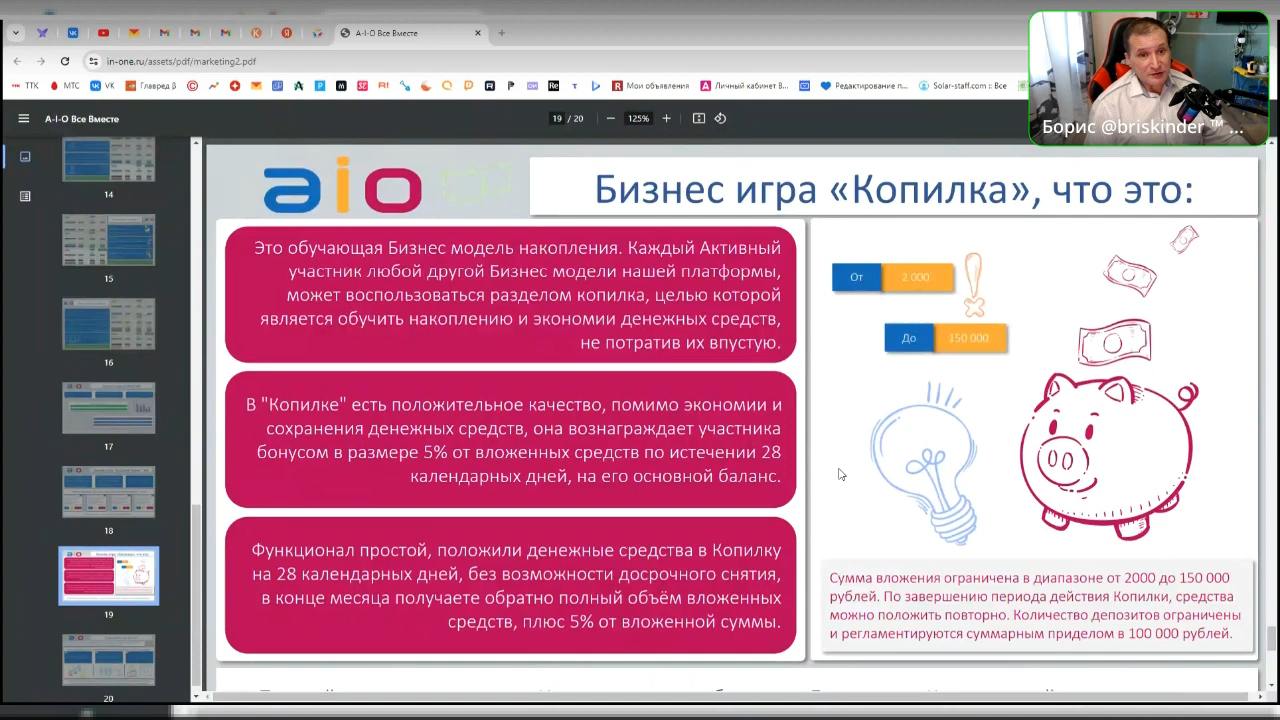 A-I-O Все Вместе
in-one.ru/assets/pdf/marketing2.pdf
ТТК
МТС
VK
Главред β
Мои объявления
Личный кабинет В...
Редактирование п...
Solar-staff.com :: Все
A-I-O Все Вместе
19 / 20
125%
Борис @briskinder ™ ...
14
15
16
17
18
19
20
aio
Бизнес игра «Копилка», что это:
Это обучающая Бизнес модель накопления. Каждый Активный
участник любой другой Бизнес модели нашей платформы,
может воспользоваться разделом копилка, целью которой
является обучить накоплению и экономии денежных средств,
не потратив их впустую.
В "Копилке" есть положительное качество, помимо экономии и
сохранения денежных средств, она вознаграждает участника
бонусом в размере 5% от вложенных средств по истечении 28
календарных дней, на его основной баланс.
Функционал простой, положили денежные средства в Копилку
на 28 календарных дней, без возможности досрочного снятия,
в конце месяца получаете обратно полный объём вложенных
средств, плюс 5% от вложенной суммы.
От 2 000
До 150 000
Сумма вложения ограничена в диапазоне от 2000 до 150 000
рублей. По завершению периода действия Копилки, средства
можно положить повторно. Количество депозитов ограничены
и регламентируются суммарным приделом в 100 000 рублей.